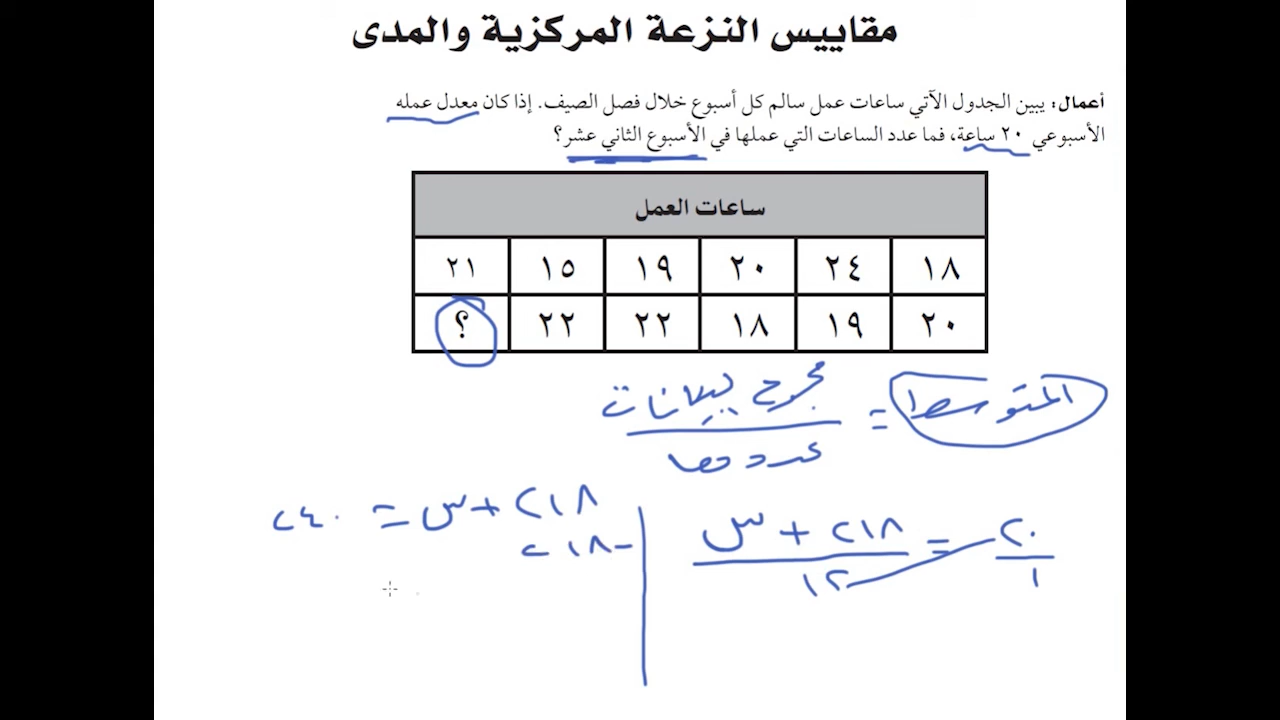 مقاييس النزعة المركزية والمدى
أعمال: يبين الجدول الآتي ساعات عمل سالم كل أسبوع خلال فصل الصيف. إذا كان معدل عمله
الأسبوعي ٢٠ ساعة، فما عدد الساعات التي عملها في الأسبوع الثاني عشر؟
ساعات العمل
١٨ ٢٤ ٢٠ ١٩ ١٥ ٢١
٢٠ ١٩ ١٨ ٢٢ ٢٢ ؟
المتوسط = مجموع البيانات
عددها
٢٠ = ٢١٨ + س
١ ١٢
٢١٨ + س = ٢٤٠
-٢١٨